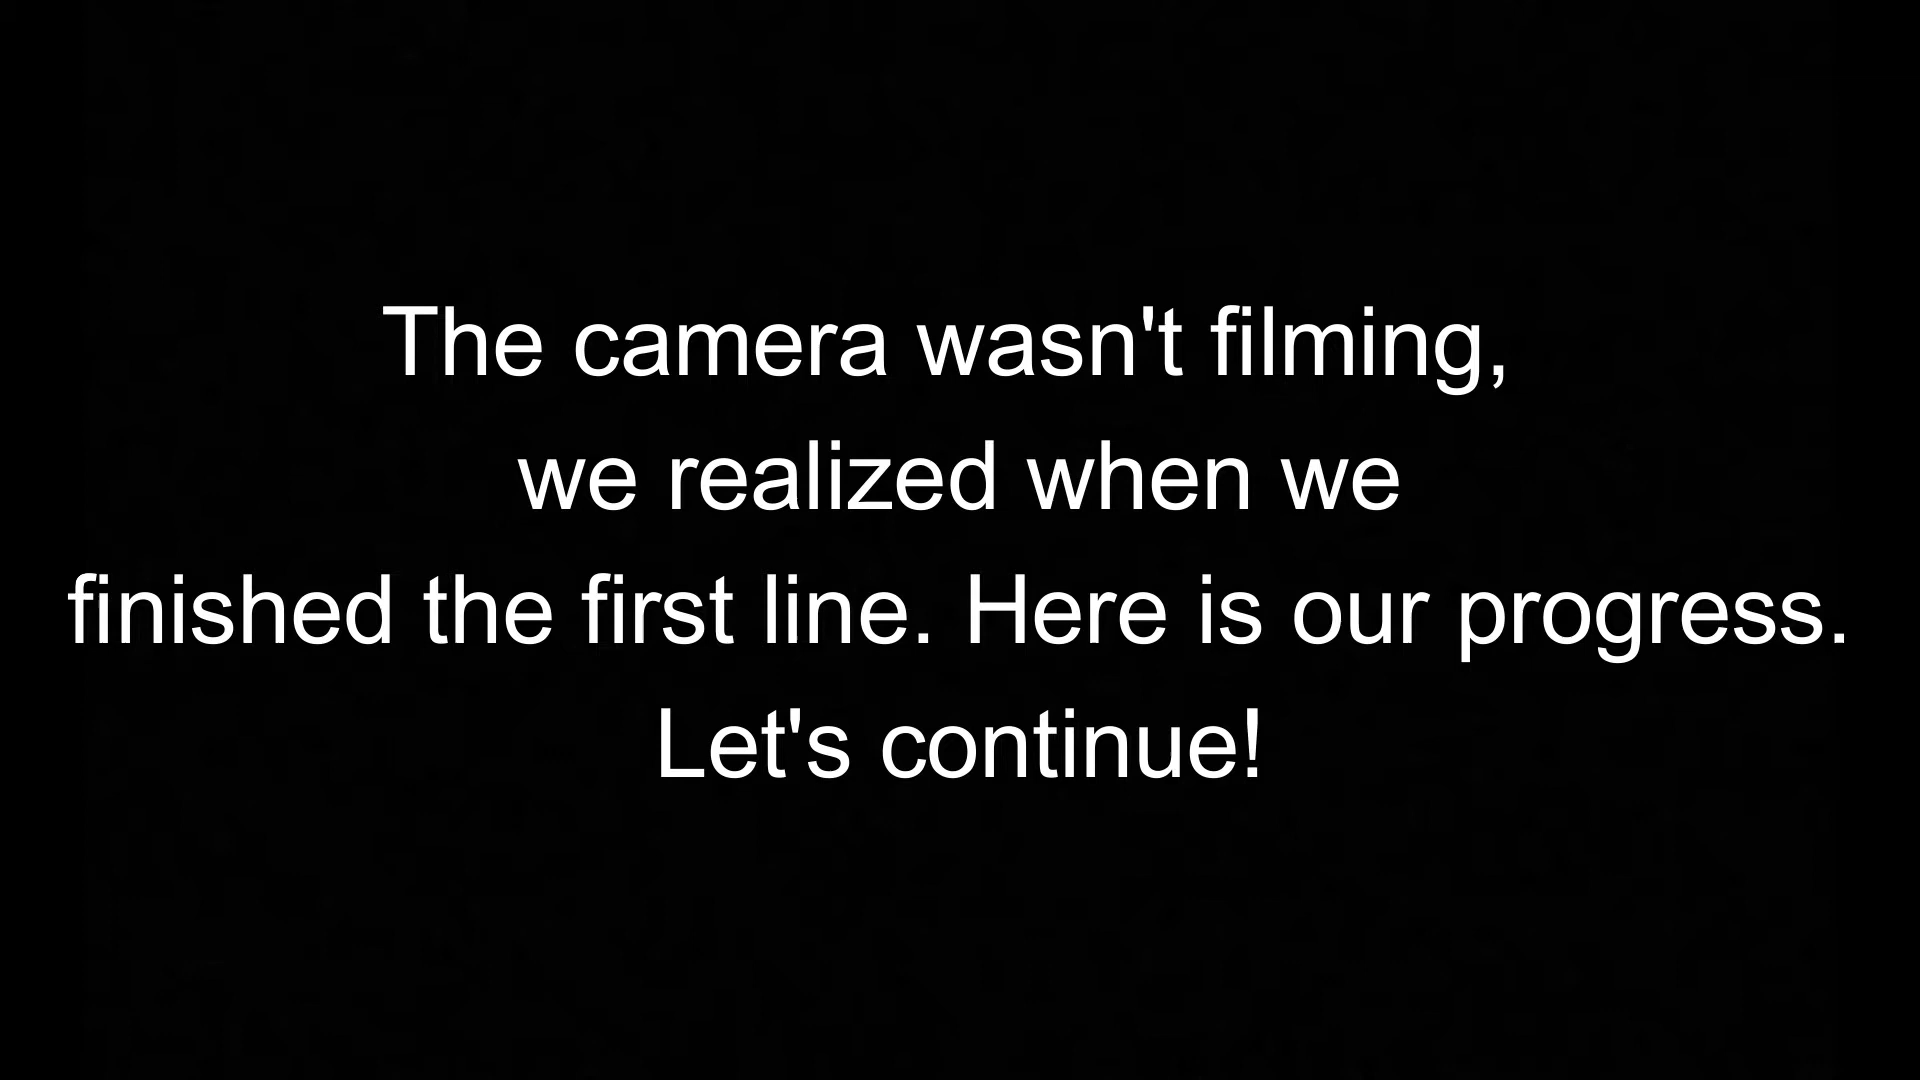 The camera wasn't filming,
we realized when we
finished the first line. Here is our progress.
Let's continue!